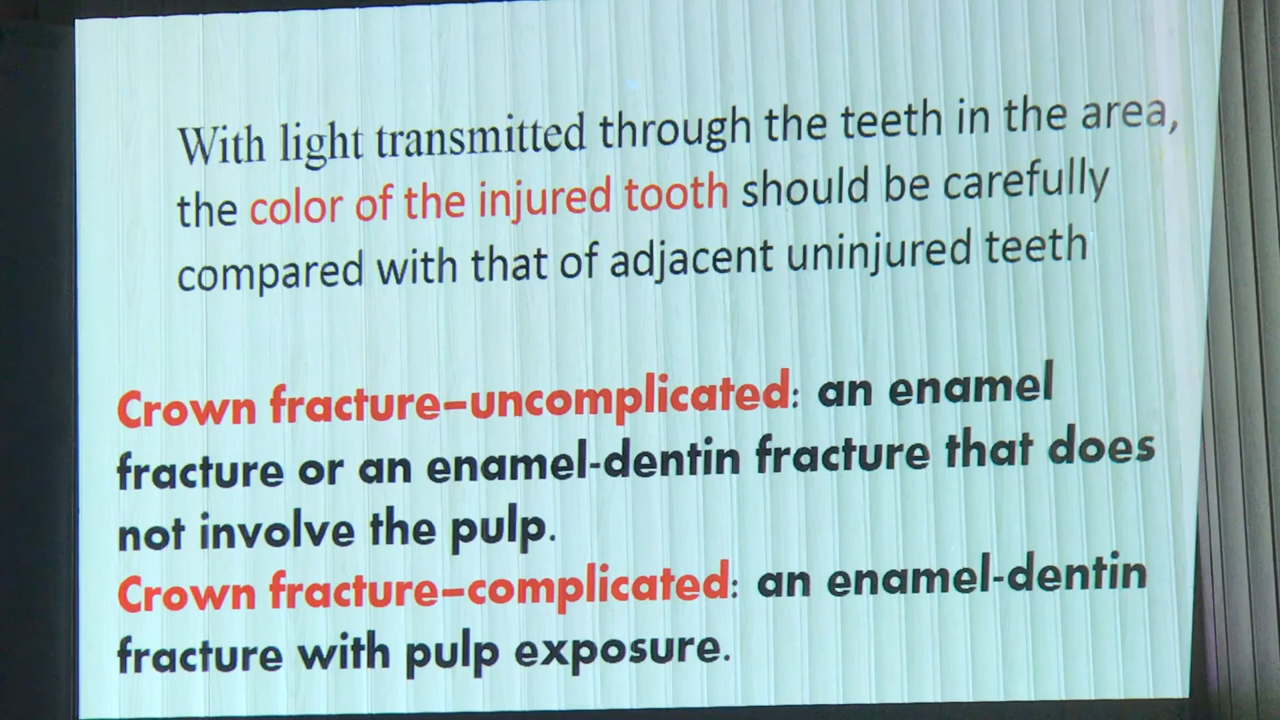 With light transmitted through the teeth in the area,
the color of the injured tooth should be carefully
compared with that of adjacent uninjured teeth
Crown fracture–uncomplicated: an enamel
fracture or an enamel-dentin fracture that does
not involve the pulp.
Crown fracture–complicated: an enamel-dentin
fracture with pulp exposure.